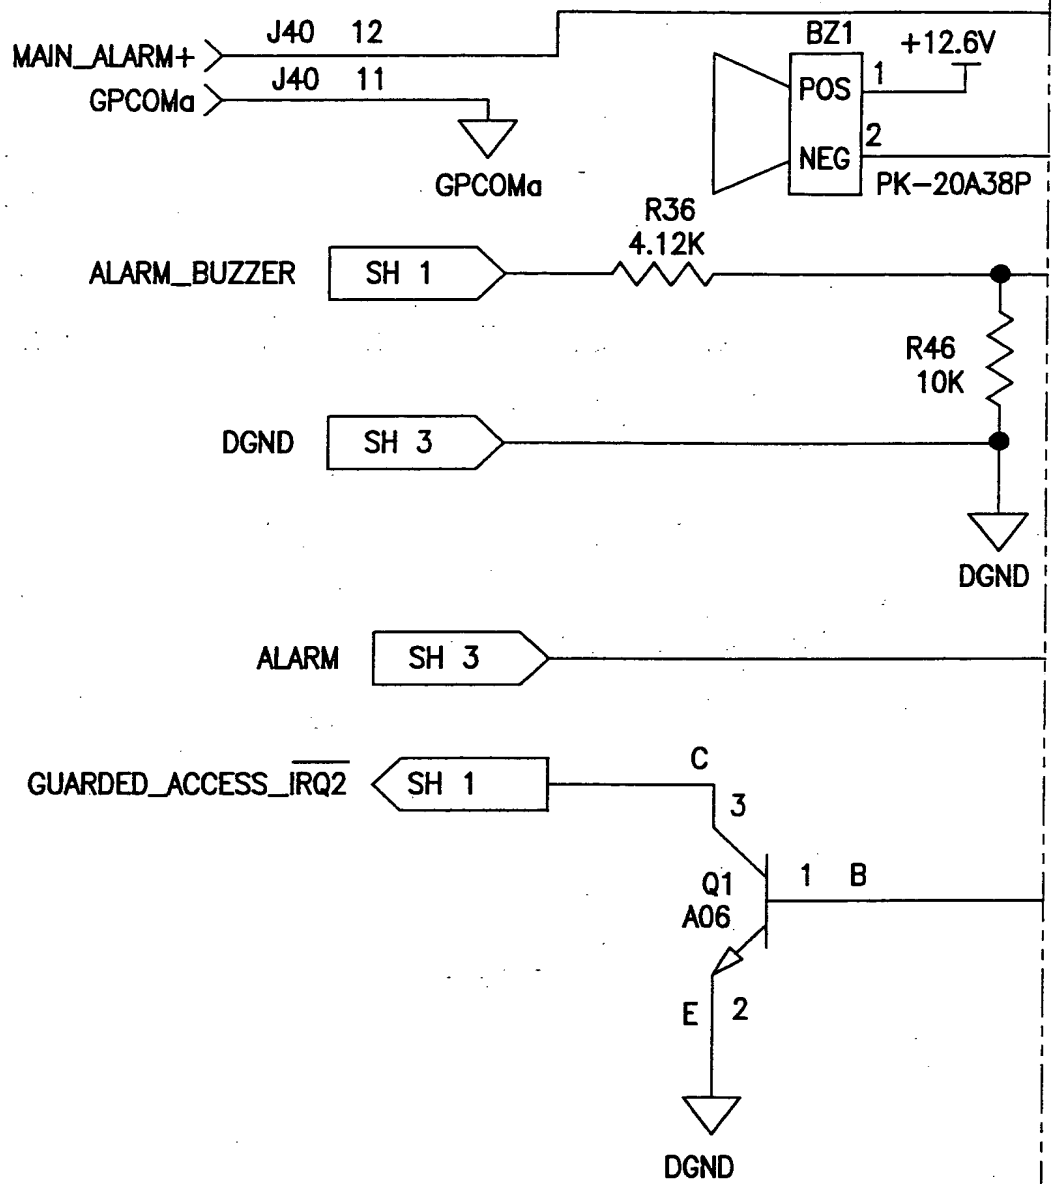 MAIN_ALARM+ J40 12
GPCOMa J40 11
GPCOMa
BZ1
+12.6V
POS 1
NEG 2
PK-20A38P
R36
4.12K
ALARM_BUZZER SH 1
R46
10K
DGND SH 3
DGND
ALARM SH 3
GUARDED_ACCESS_I̅R̅Q̅2̅ SH 1
C
3
Q1
A06
1 B
E 2
DGND